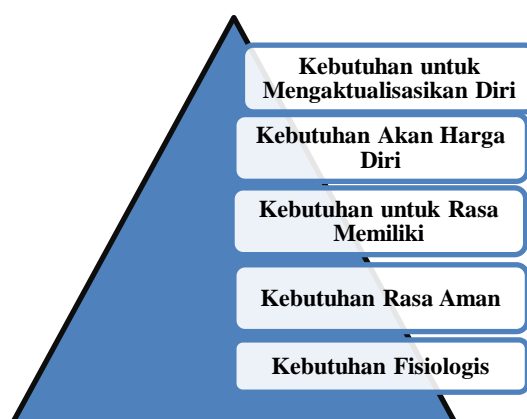 Kebutuhan untuk
Mengaktualisasikan Diri
Kebutuhan Akan Harga
Diri
Kebutuhan untuk Rasa
Memiliki
Kebutuhan Rasa Aman
Kebutuhan Fisiologis